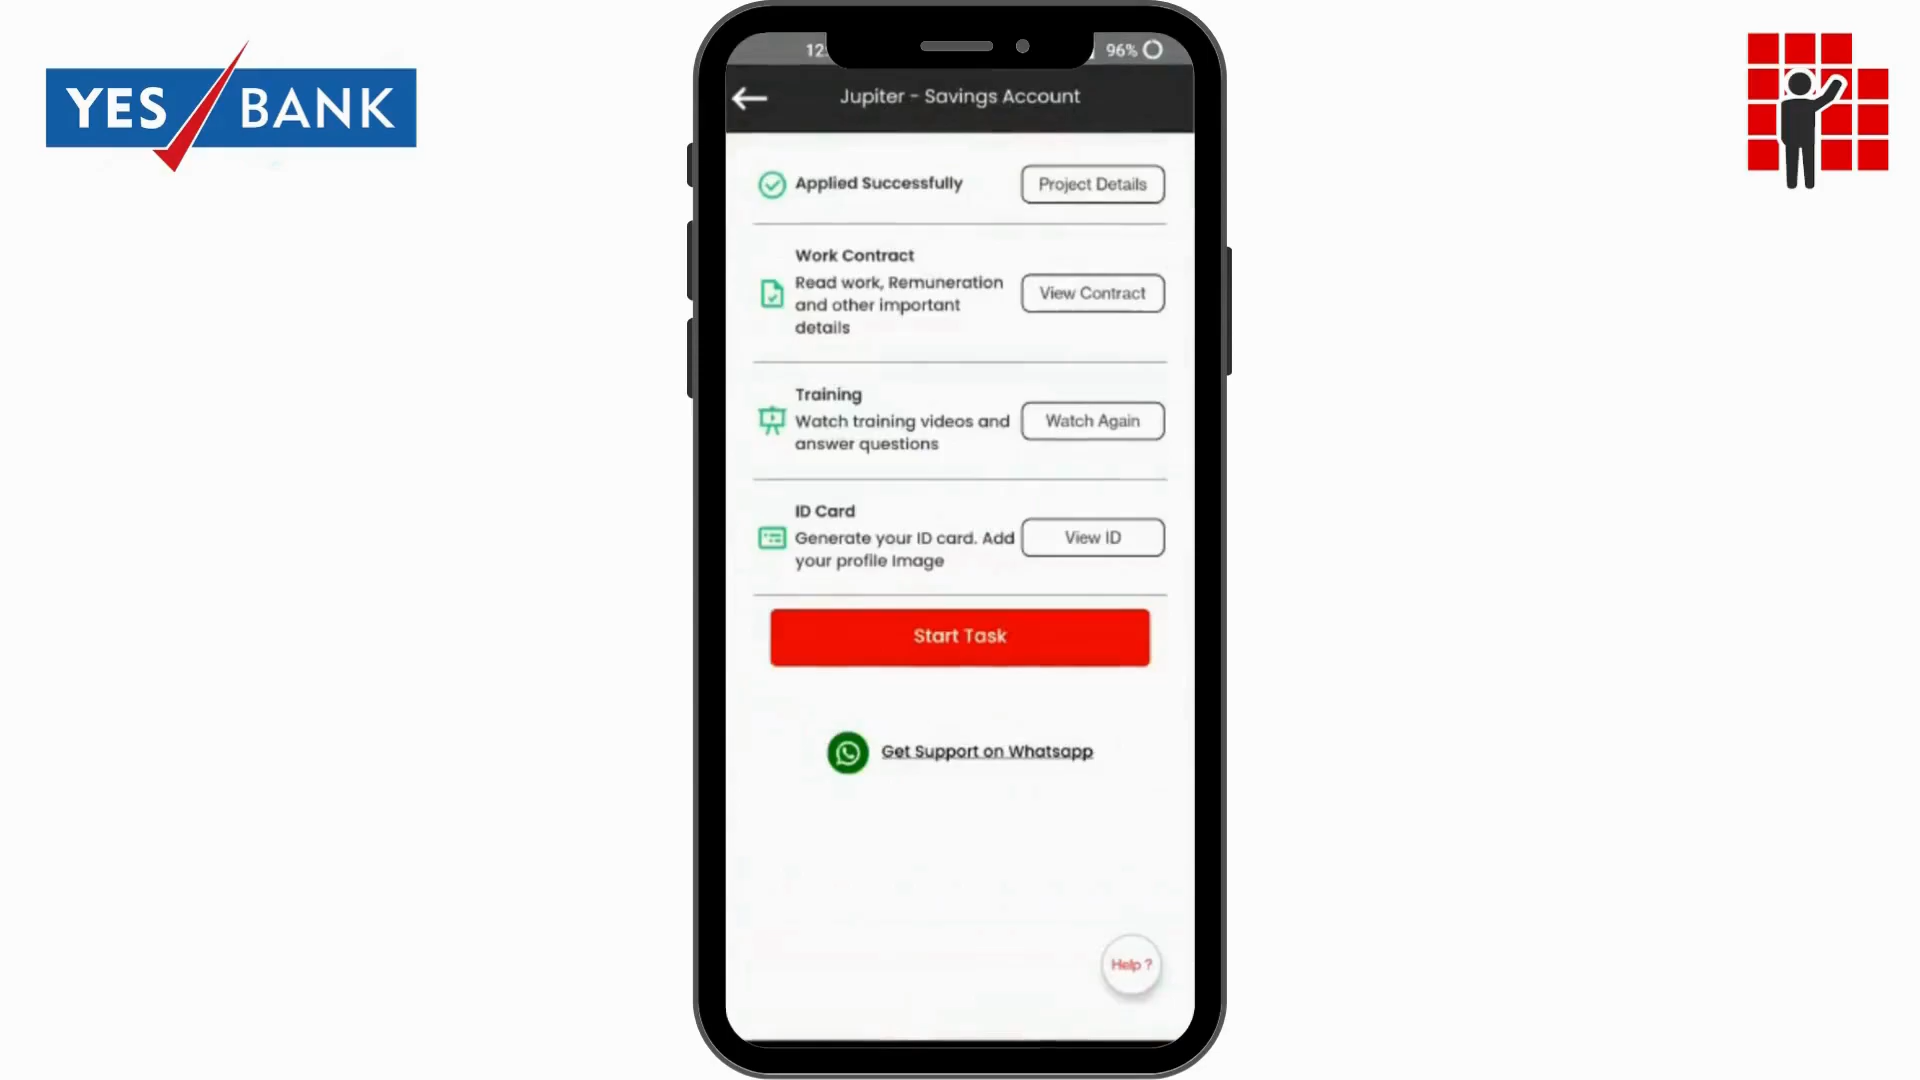 YES BANK
12:
96%
Jupiter - Savings Account
Applied Successfully
Project Details
Work Contract
Read work, Remuneration
and other important
details
View Contract
Training
Watch training videos and
answer questions
Watch Again
ID Card
Generate your ID card. Add
your profile Image
View ID
Start Task
Get Support on Whatsapp
Help ?